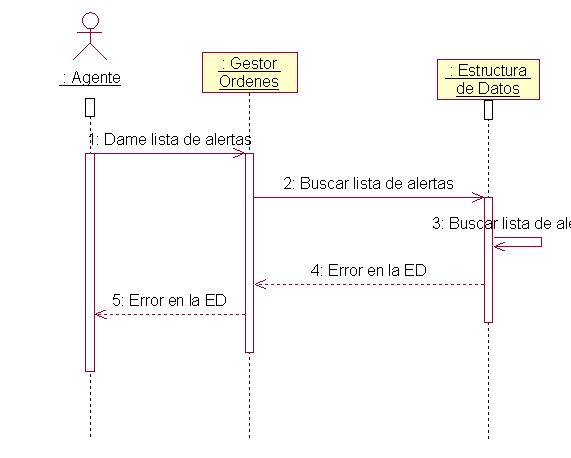 : Agente
: Gestor
Ordenes
: Estructura
de Datos
1: Dame lista de alertas
2: Buscar lista de alertas
3: Buscar lista de ale
4: Error en la ED
5: Error en la ED